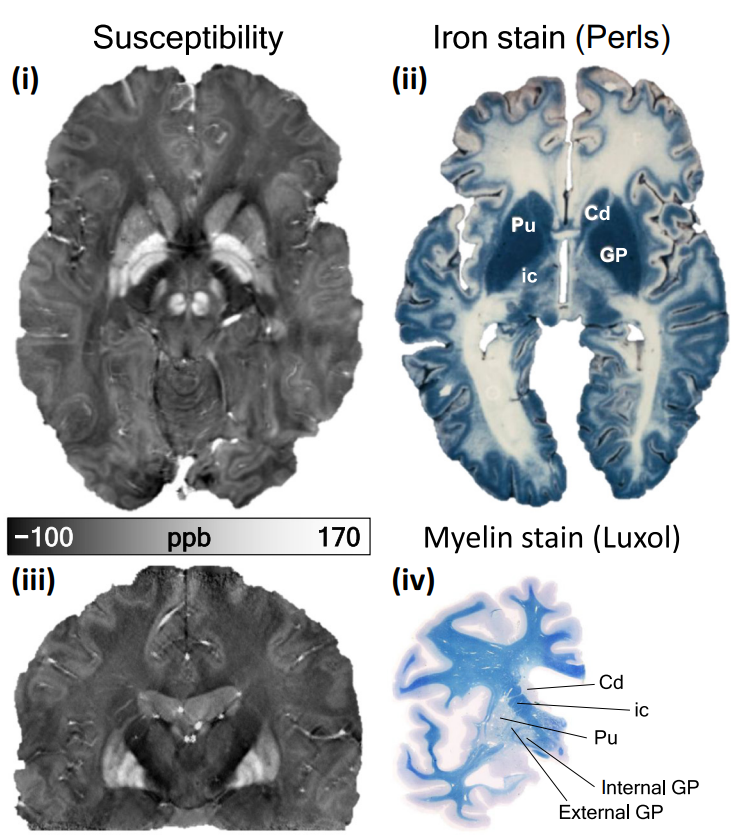 Susceptibility
Iron stain (Perls)
(i)
(ii)
Pu
Cd
GP
ic
−100 ppb 170
Myelin stain (Luxol)
(iii)
(iv)
Cd
ic
Pu
Internal GP
External GP